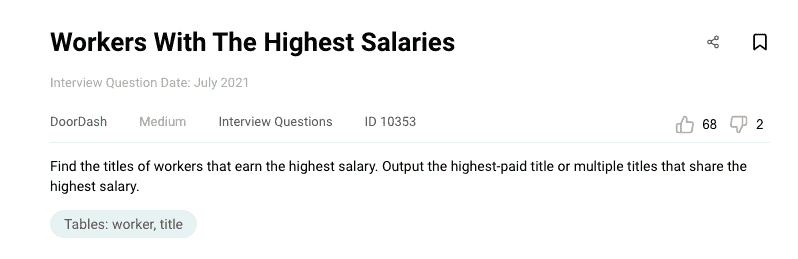 Workers With The Highest Salaries
Interview Question Date: July 2021
DoorDash Medium Interview Questions ID 10353 68 2
Find the titles of workers that earn the highest salary. Output the highest-paid title or multiple titles that share the
highest salary.
Tables: worker, title